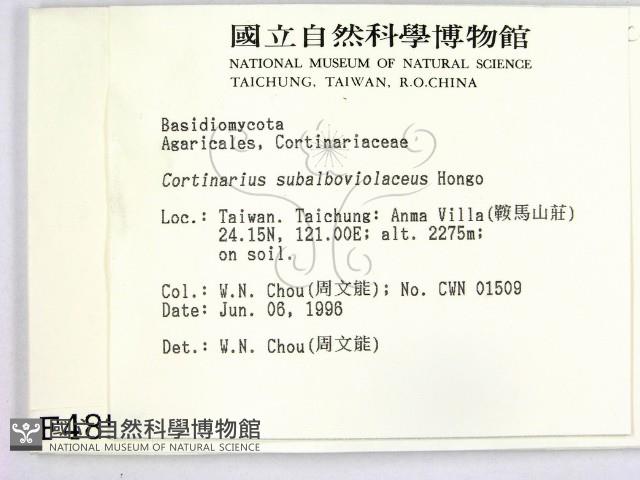 國立自然科學博物館
NATIONAL MUSEUM OF NATURAL SCIENCE
TAICHUNG, TAIWAN, R.O.CHINA
Basidiomycota
Agaricales, Cortinariaceae
Cortinarius subalboviolaceus Hongo
Loc.: Taiwan. Taichung: Anma Villa(鞍馬山莊)
24.15N, 121.00E; alt. 2275m;
on soil.
Col.: W.N. Chou(周文能); No. CWN 01509
Date: Jun. 06, 1996
Det.: W.N. Chou(周文能)
國立自然科學博物館
NATIONAL MUSEUM OF NATURAL SCIENCE